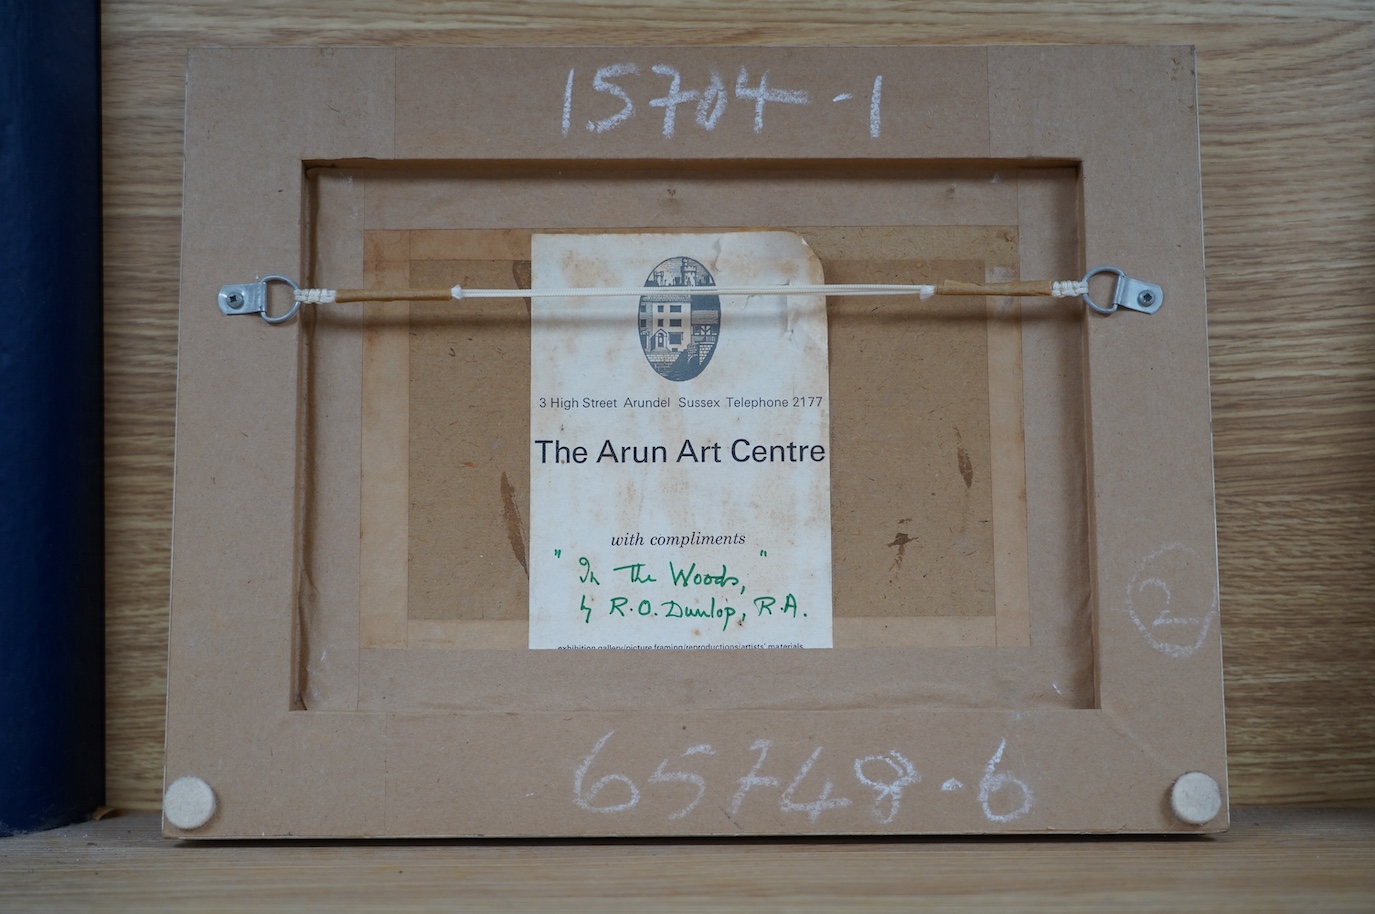 15704-1
3 High Street Arundel Sussex Telephone 2177
The Arun Art Centre
with compliments
"In The Woods,"
by R.O. Dunlop, R.A.
exhibition gallery/picture framing/reproductions/artists' materials
2
65748-6